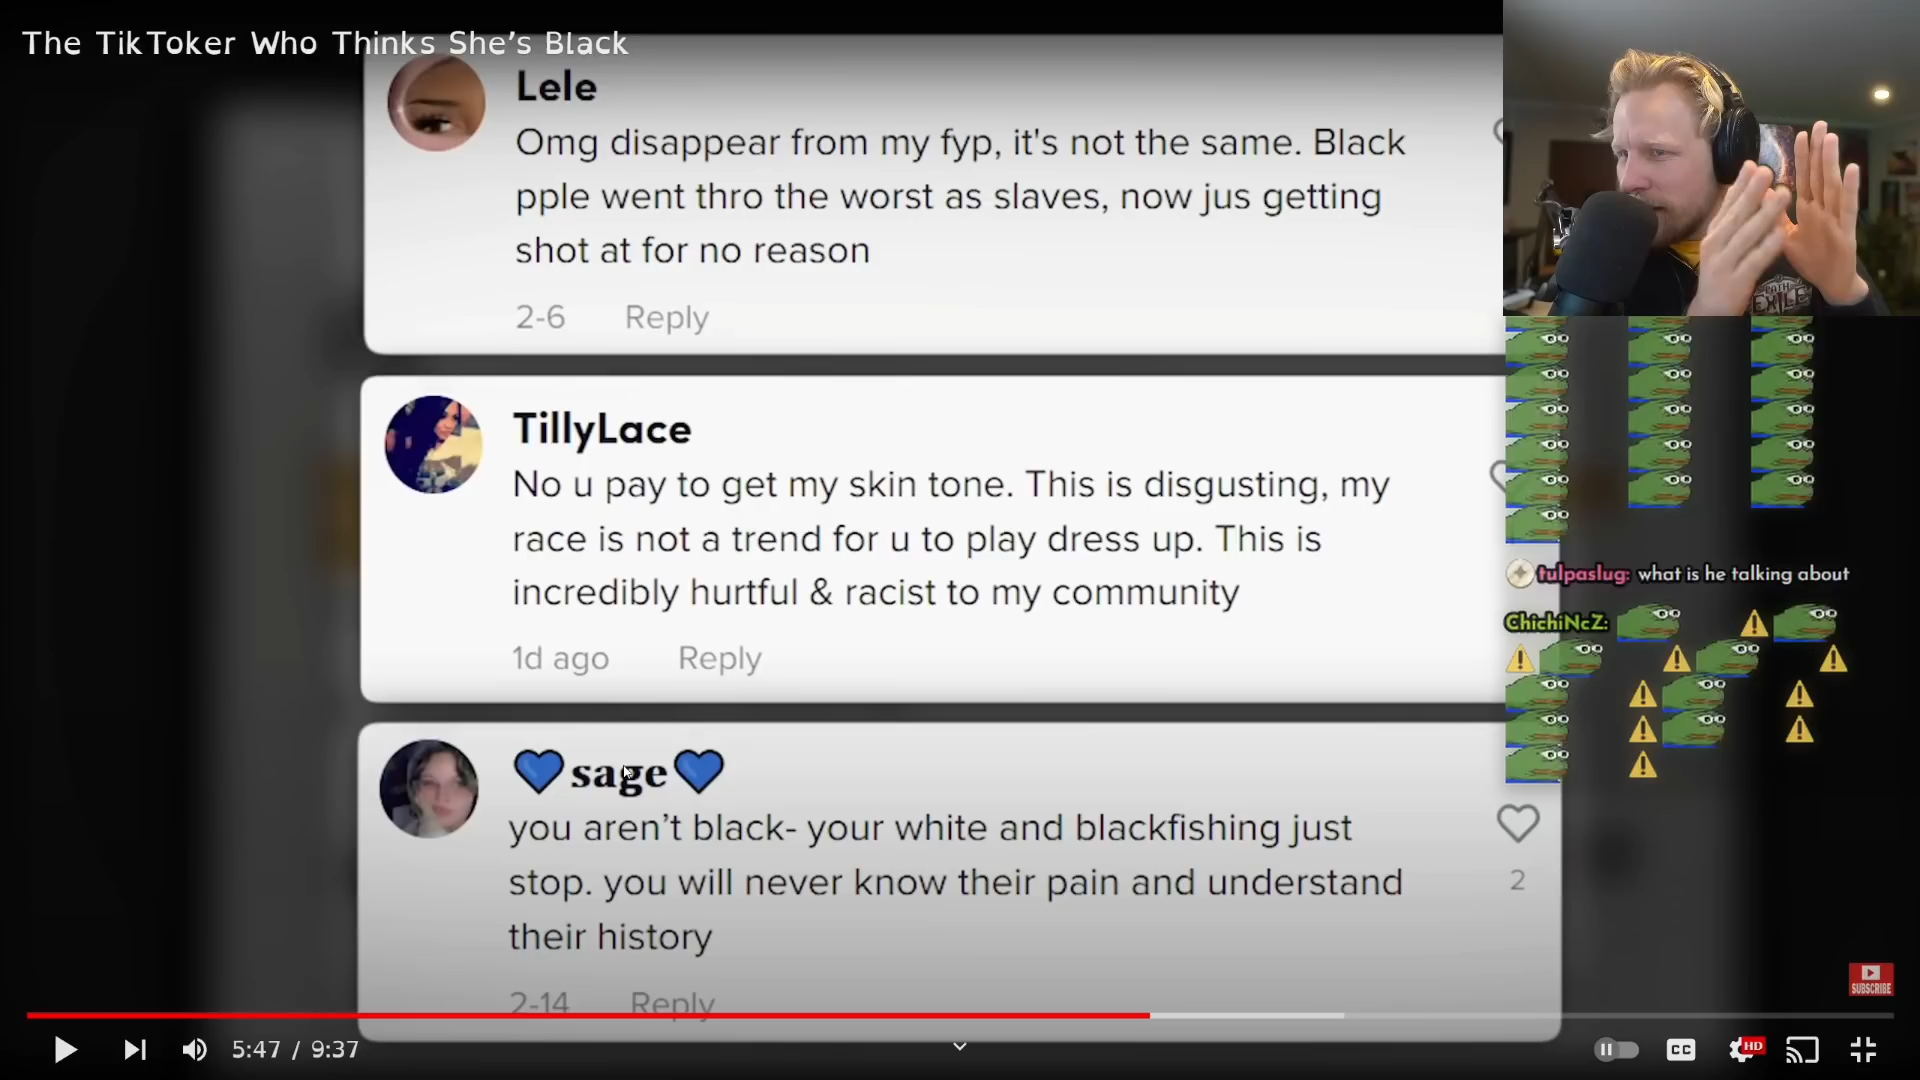 The TikToker Who Thinks She's Black
Lele
Omg disappear from my fyp, it's not the same. Black
pple went thro the worst as slaves, now jus getting
shot at for no reason
2-6 Reply
TillyLace
No u pay to get my skin tone. This is disgusting, my
race is not a trend for u to play dress up. This is
incredibly hurtful & racist to my community
1d ago Reply
💙sage💙
you aren't black- your white and blackfishing just
stop. you will never know their pain and understand
their history
2
2-14 Reply
PATH
EXILE
tulpaslug: what is he talking about
ChichiNcZ:
SUBSCRIBE
5:47 / 9:37
CC
HD